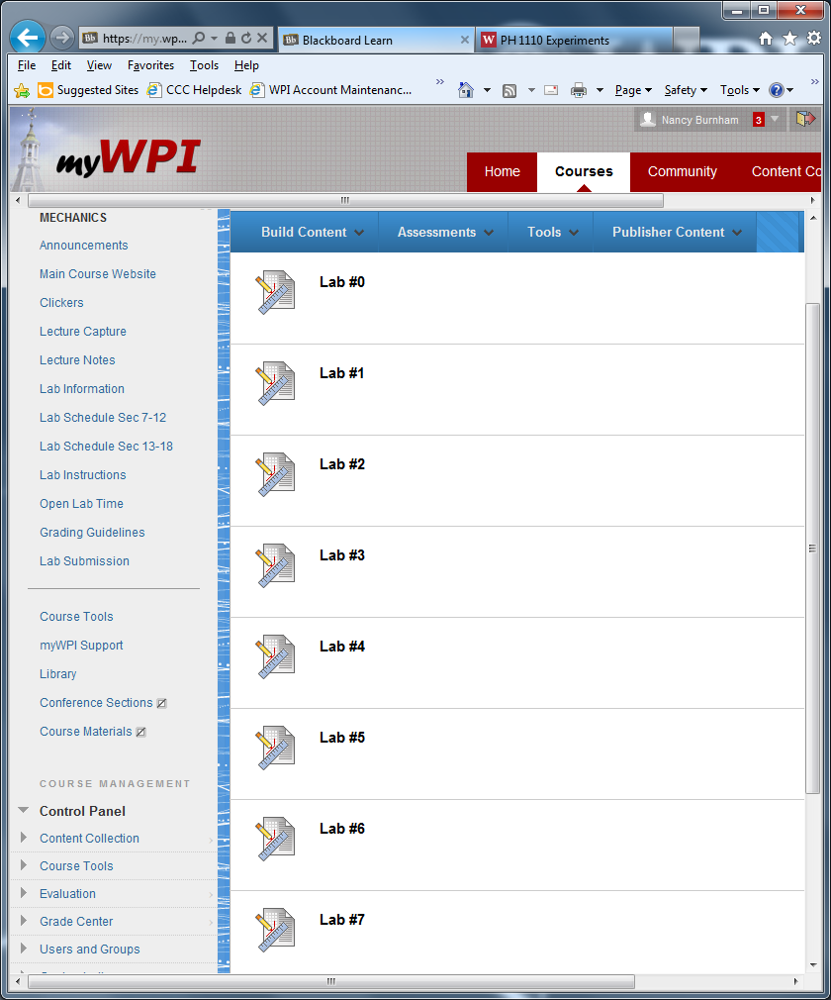 Bb https://my.wp...
Bb Blackboard Learn
W PH 1110 Experiments
File Edit View Favorites Tools Help
Suggested Sites CCC Helpdesk WPI Account Maintenanc...
Page Safety Tools
Nancy Burnham 3
myWPI
Home Courses Community Content Co
MECHANICS
Announcements
Main Course Website
Clickers
Lecture Capture
Lecture Notes
Lab Information
Lab Schedule Sec 7-12
Lab Schedule Sec 13-18
Lab Instructions
Open Lab Time
Grading Guidelines
Lab Submission
Course Tools
myWPI Support
Library
Conference Sections
Course Materials
COURSE MANAGEMENT
Control Panel
Content Collection
Course Tools
Evaluation
Grade Center
Users and Groups
Build Content Assessments Tools Publisher Content
Lab #0
Lab #1
Lab #2
Lab #3
Lab #4
Lab #5
Lab #6
Lab #7